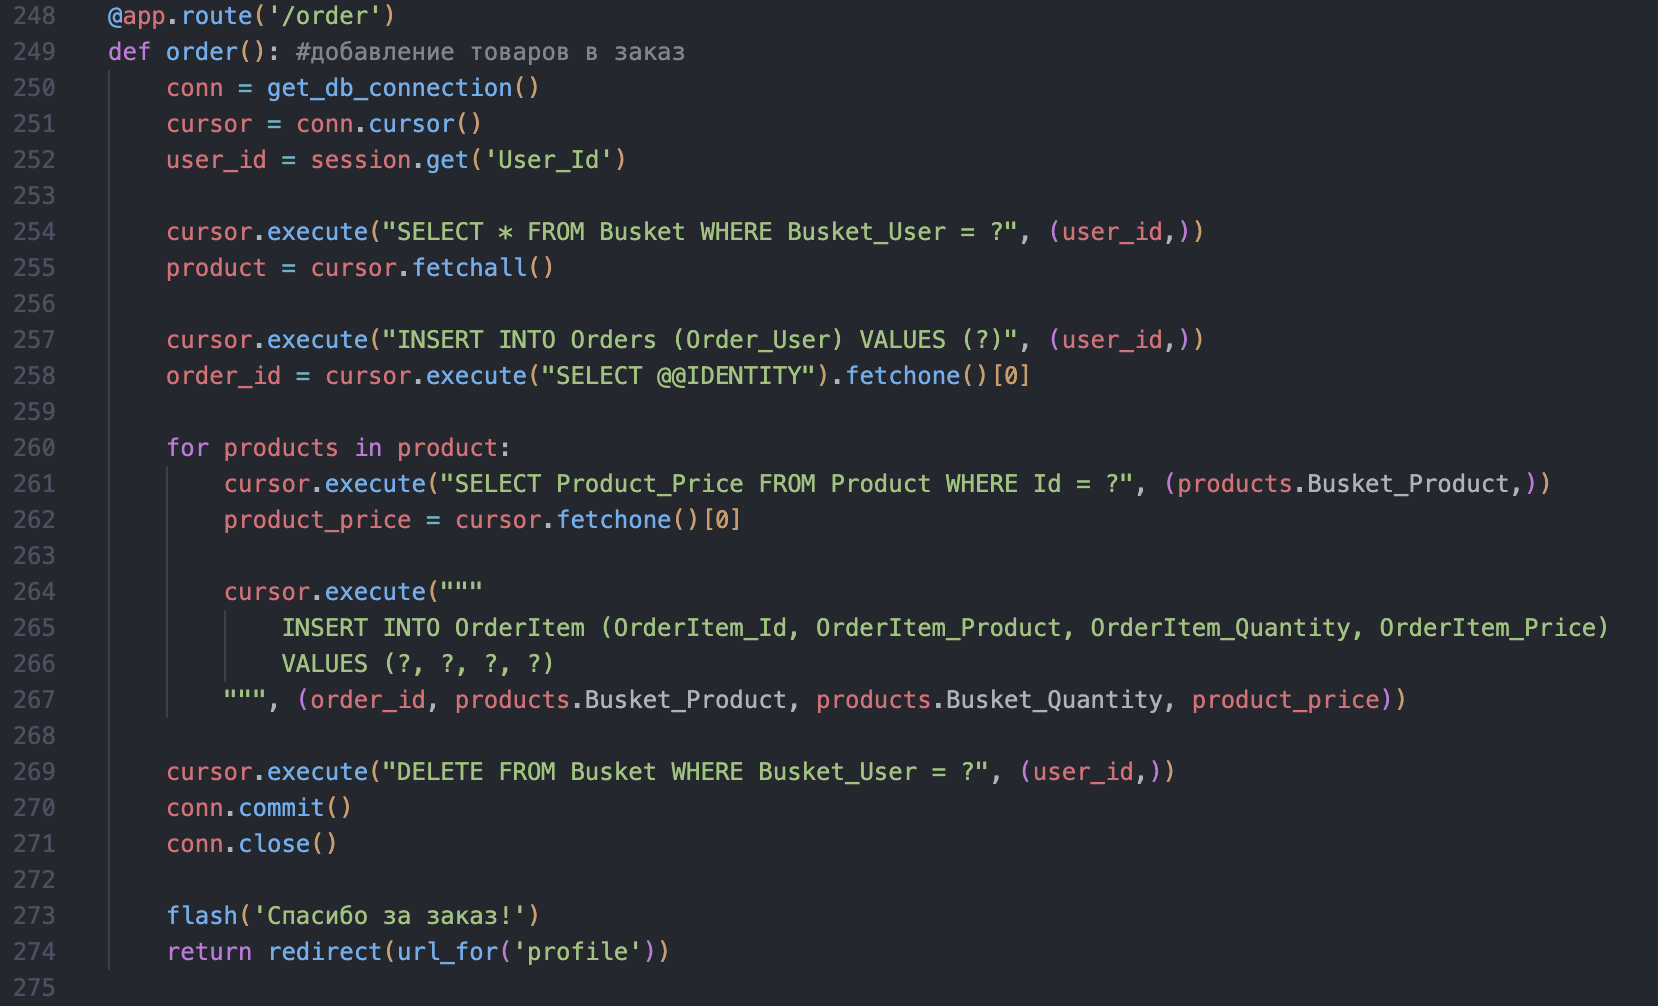 248 @app.route('/order')
249 def order(): #добавление товаров в заказ
250     conn = get_db_connection()
251     cursor = conn.cursor()
252     user_id = session.get('User_Id')
253
254     cursor.execute("SELECT * FROM Busket WHERE Busket_User = ?", (user_id,))
255     product = cursor.fetchall()
256
257     cursor.execute("INSERT INTO Orders (Order_User) VALUES (?)", (user_id,))
258     order_id = cursor.execute("SELECT @@IDENTITY").fetchone()[0]
259
260     for products in product:
261         cursor.execute("SELECT Product_Price FROM Product WHERE Id = ?", (products.Busket_Product,))
262         product_price = cursor.fetchone()[0]
263
264         cursor.execute("""
265             INSERT INTO OrderItem (OrderItem_Id, OrderItem_Product, OrderItem_Quantity, OrderItem_Price)
266             VALUES (?, ?, ?, ?)
267         """, (order_id, products.Busket_Product, products.Busket_Quantity, product_price))
268
269     cursor.execute("DELETE FROM Busket WHERE Busket_User = ?", (user_id,))
270     conn.commit()
271     conn.close()
272
273     flash('Спасибо за заказ!')
274     return redirect(url_for('profile'))
275